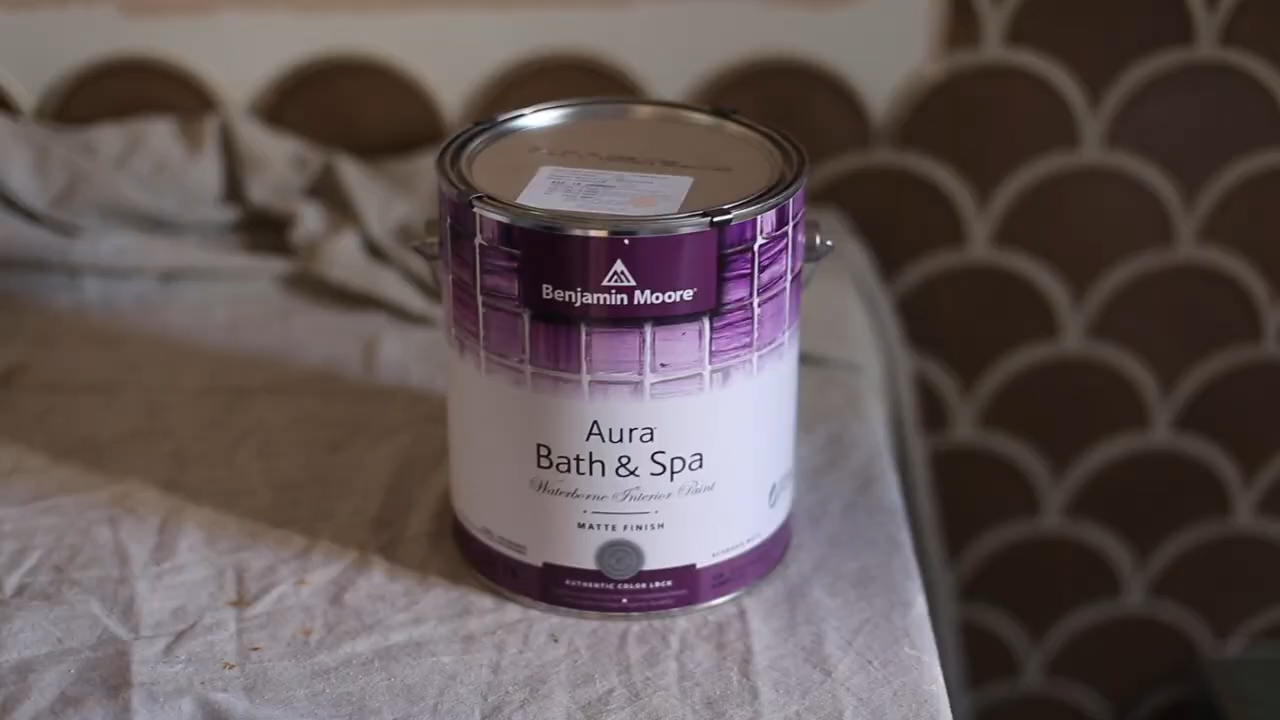 Benjamin Moore
Aura
Bath & Spa
Waterborne Interior Paint
MATTE FINISH
AUTHENTIC COLOR LOCK